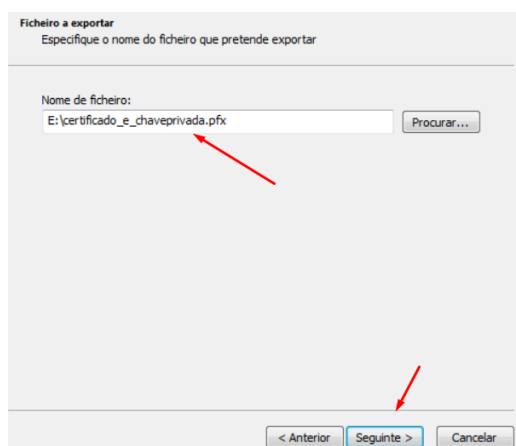 Ficheiro a exportar
Especifique o nome do ficheiro que pretende exportar
Nome de ficheiro:
E:\certificado_e_chaveprivada.pfx
Procurar...
< Anterior
Seguinte >
Cancelar